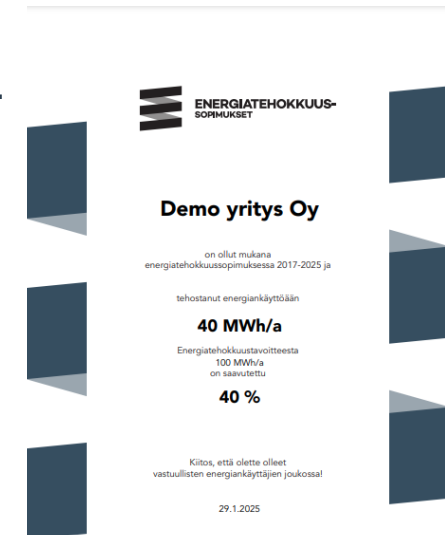 ENERGIATEHOKKUUS-
SOPIMUKSET
Demo yritys Oy
on ollut mukana
energiatehokkuussopimuksessa 2017-2025 ja
tehostanut energiankäyttöään
40 MWh/a
Energiatehokkuustavoitteesta
100 MWh/a
on saavutettu
40 %
Kiitos, että olette olleet
vastuullisten energiankäyttäjien joukossa!
29.1.2025